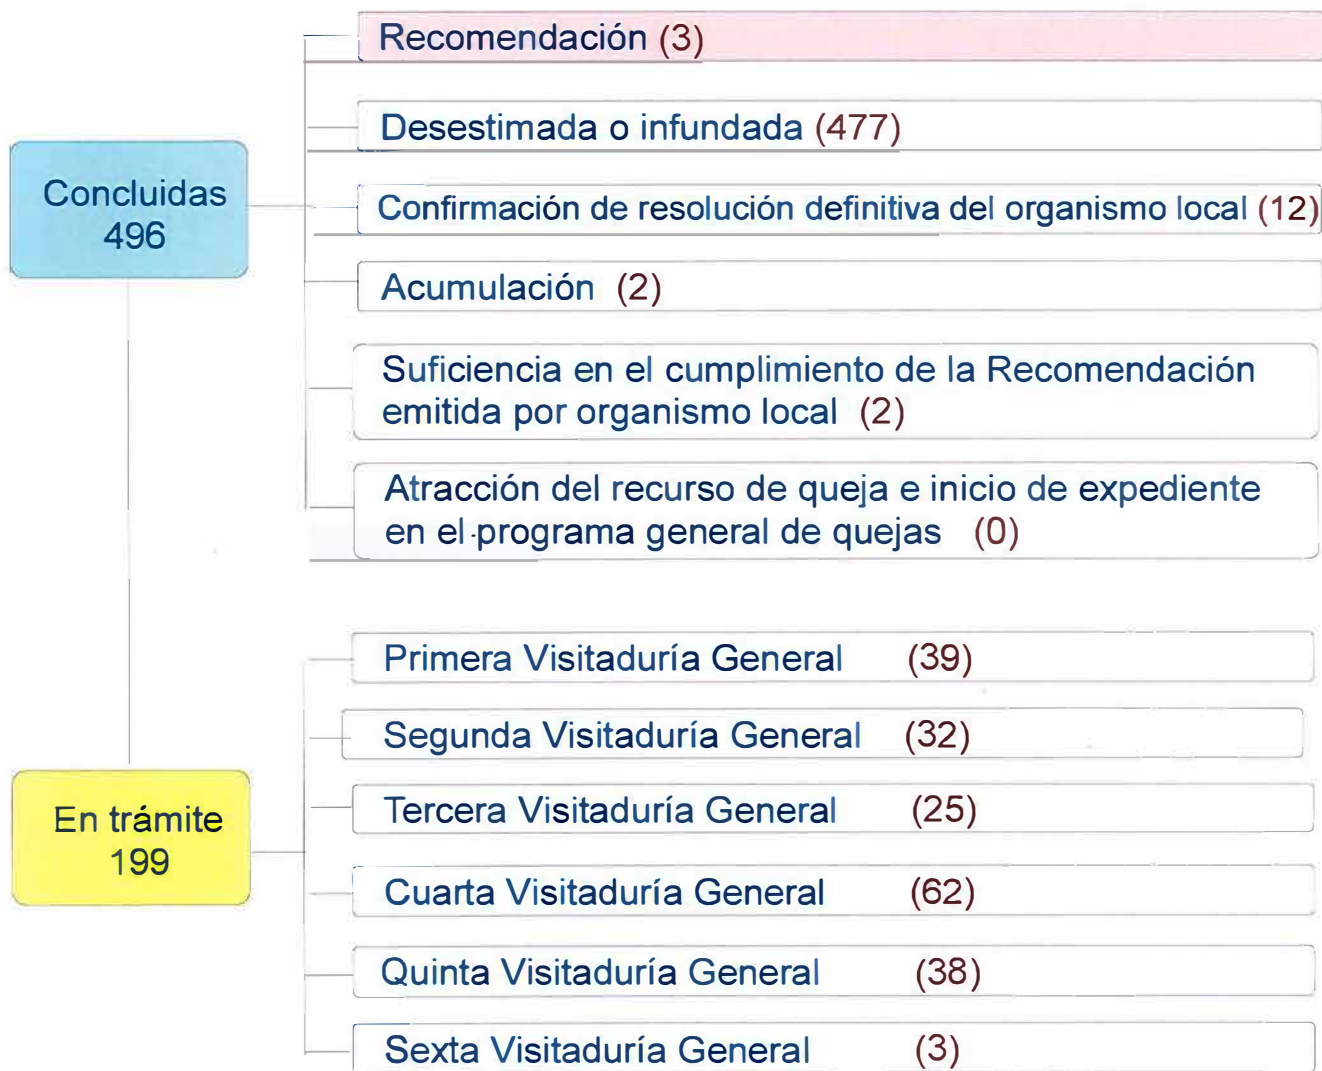 Concluidas
496
Recomendación (3)
Desestimada o infundada (477)
Confirmación de resolución definitiva del organismo local (12)
Acumulación (2)
Suficiencia en el cumplimiento de la Recomendación
emitida por organismo local (2)
Atracción del recurso de queja e inicio de expediente
en el programa general de quejas (0)
En trámite
199
Primera Visitaduría General (39)
Segunda Visitaduría General (32)
Tercera Visitaduría General (25)
Cuarta Visitaduría General (62)
Quinta Visitaduría General (38)
Sexta Visitaduría General (3)